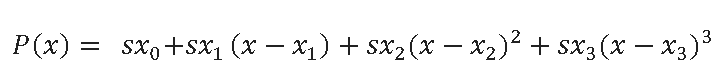 P(x) = sx₀+sx₁ (x − x₁) + sx₂(x − x₂)² + sx₃(x − x₃)³